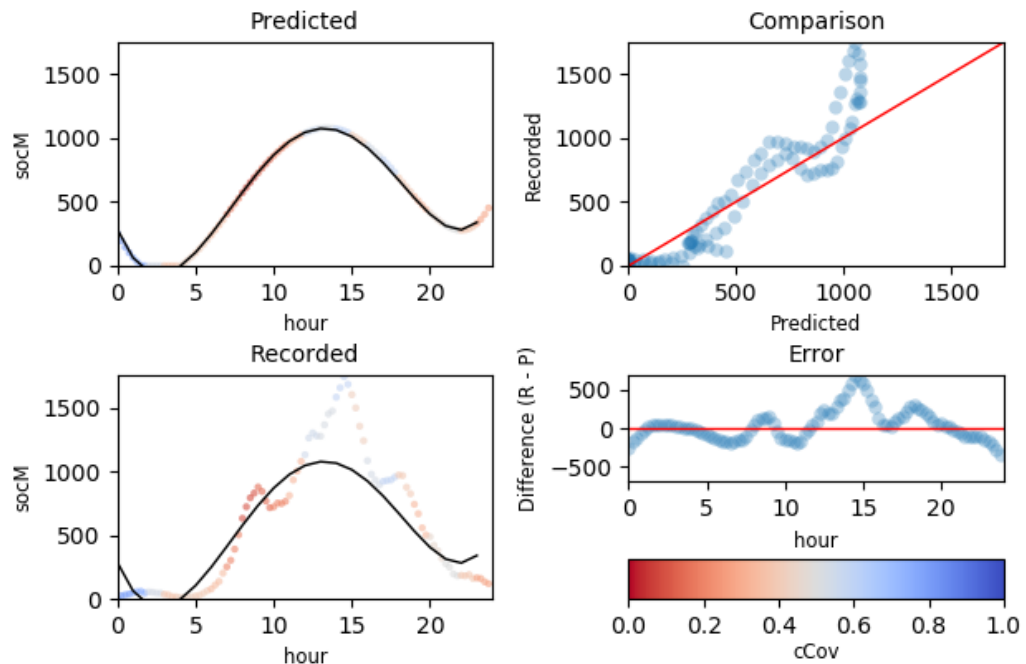 Predicted
socM
1500
1000
500
0
0 5 10 15 20
hour
Comparison
Recorded
1500
1000
500
0
0 500 1000 1500
Predicted
Recorded
socM
1500
1000
500
0
0 5 10 15 20
hour
Error
Difference (R - P)
500
0
−500
0 5 10 15 20
hour
0.0 0.2 0.4 0.6 0.8 1.0
cCov